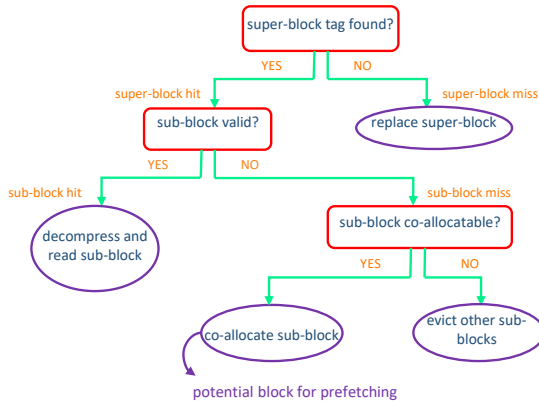 super-block tag found?
YES
NO
super-block hit
super-block miss
sub-block valid?
replace super-block
YES
NO
sub-block hit
sub-block miss
decompress and
read sub-block
sub-block co-allocatable?
YES
NO
co-allocate sub-block
evict other sub-
blocks
potential block for prefetching